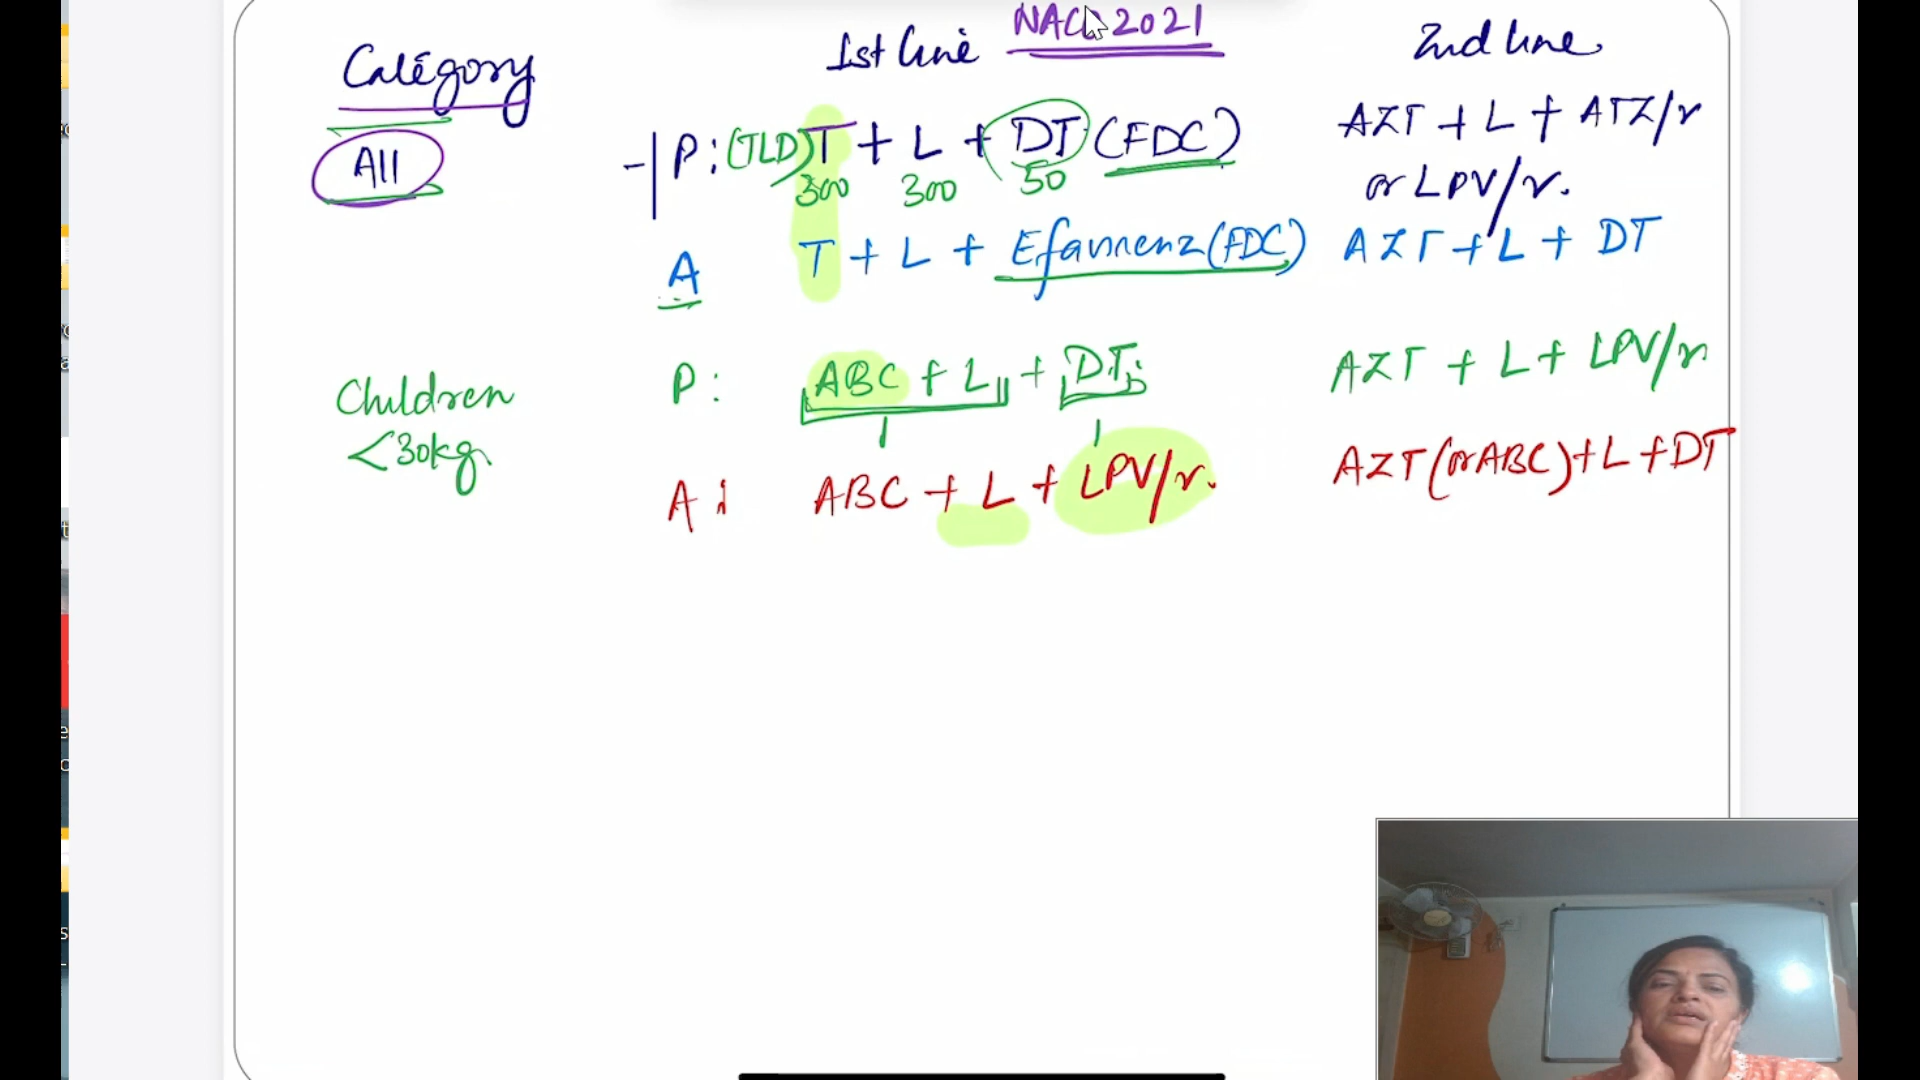 Category 1st line NACO 2021 2nd line
All P: (TLD) T + L + DT (FDC) AZT + L + ATZ/r
300 300 50 or LPV/r.
A T + L + Efavirenz (FDC) AZT + L + DT
Children P: ABC + L + DT; AZT + L + LPV/r
<30kg. A: ABC + L + LPV/r. AZT (or ABC) + L + DT